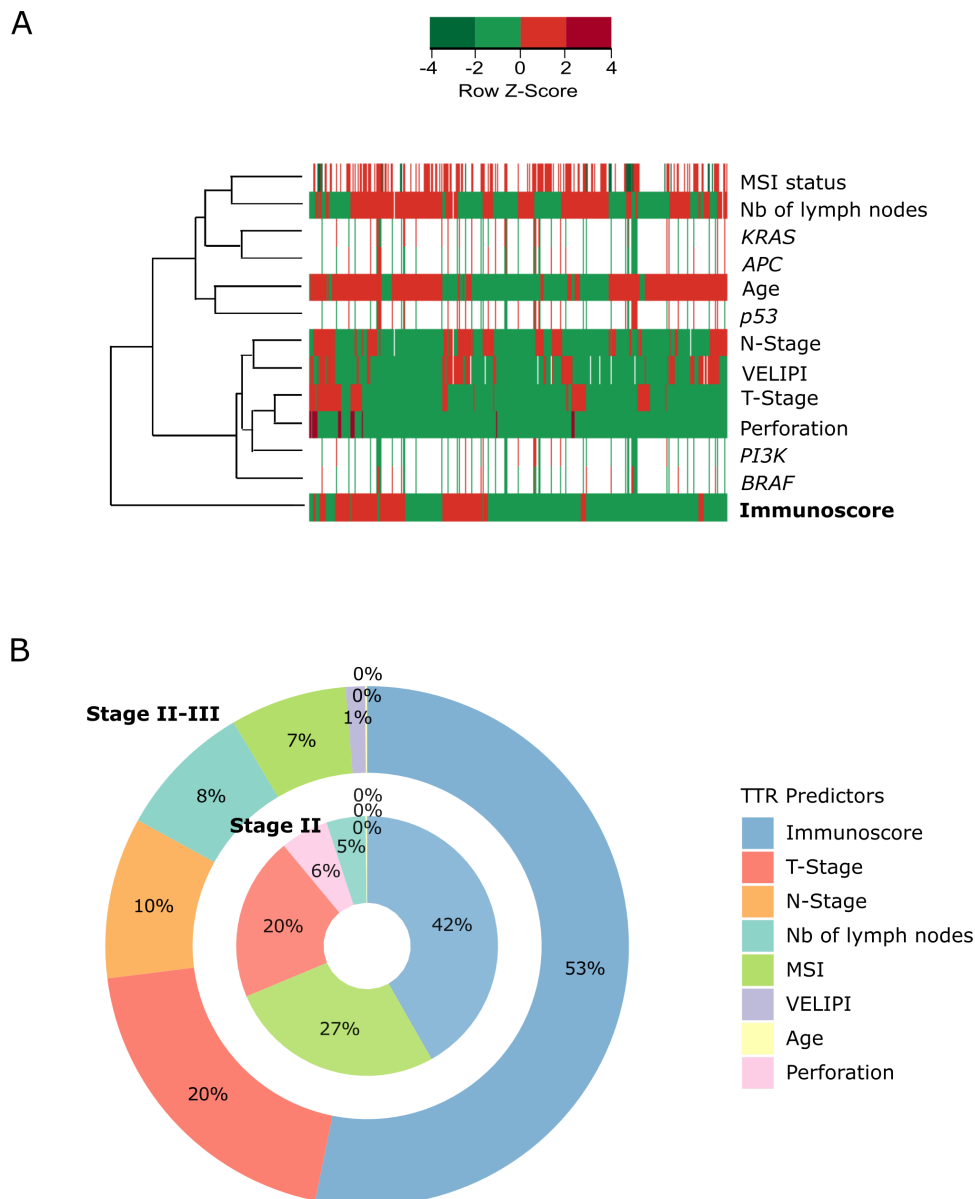 A
-4 -2 0 2 4
Row Z-Score
MSI status
Nb of lymph nodes
KRAS
APC
Age
p53
N-Stage
VELIPI
T-Stage
Perforation
PI3K
BRAF
Immunoscore
B
0%
0%
1%
Stage II-III
7%
8%
0%
0%
0%
Stage II
5%
6%
10%
20%
42%
53%
27%
20%
TTR Predictors
Immunoscore
T-Stage
N-Stage
Nb of lymph nodes
MSI
VELIPI
Age
Perforation